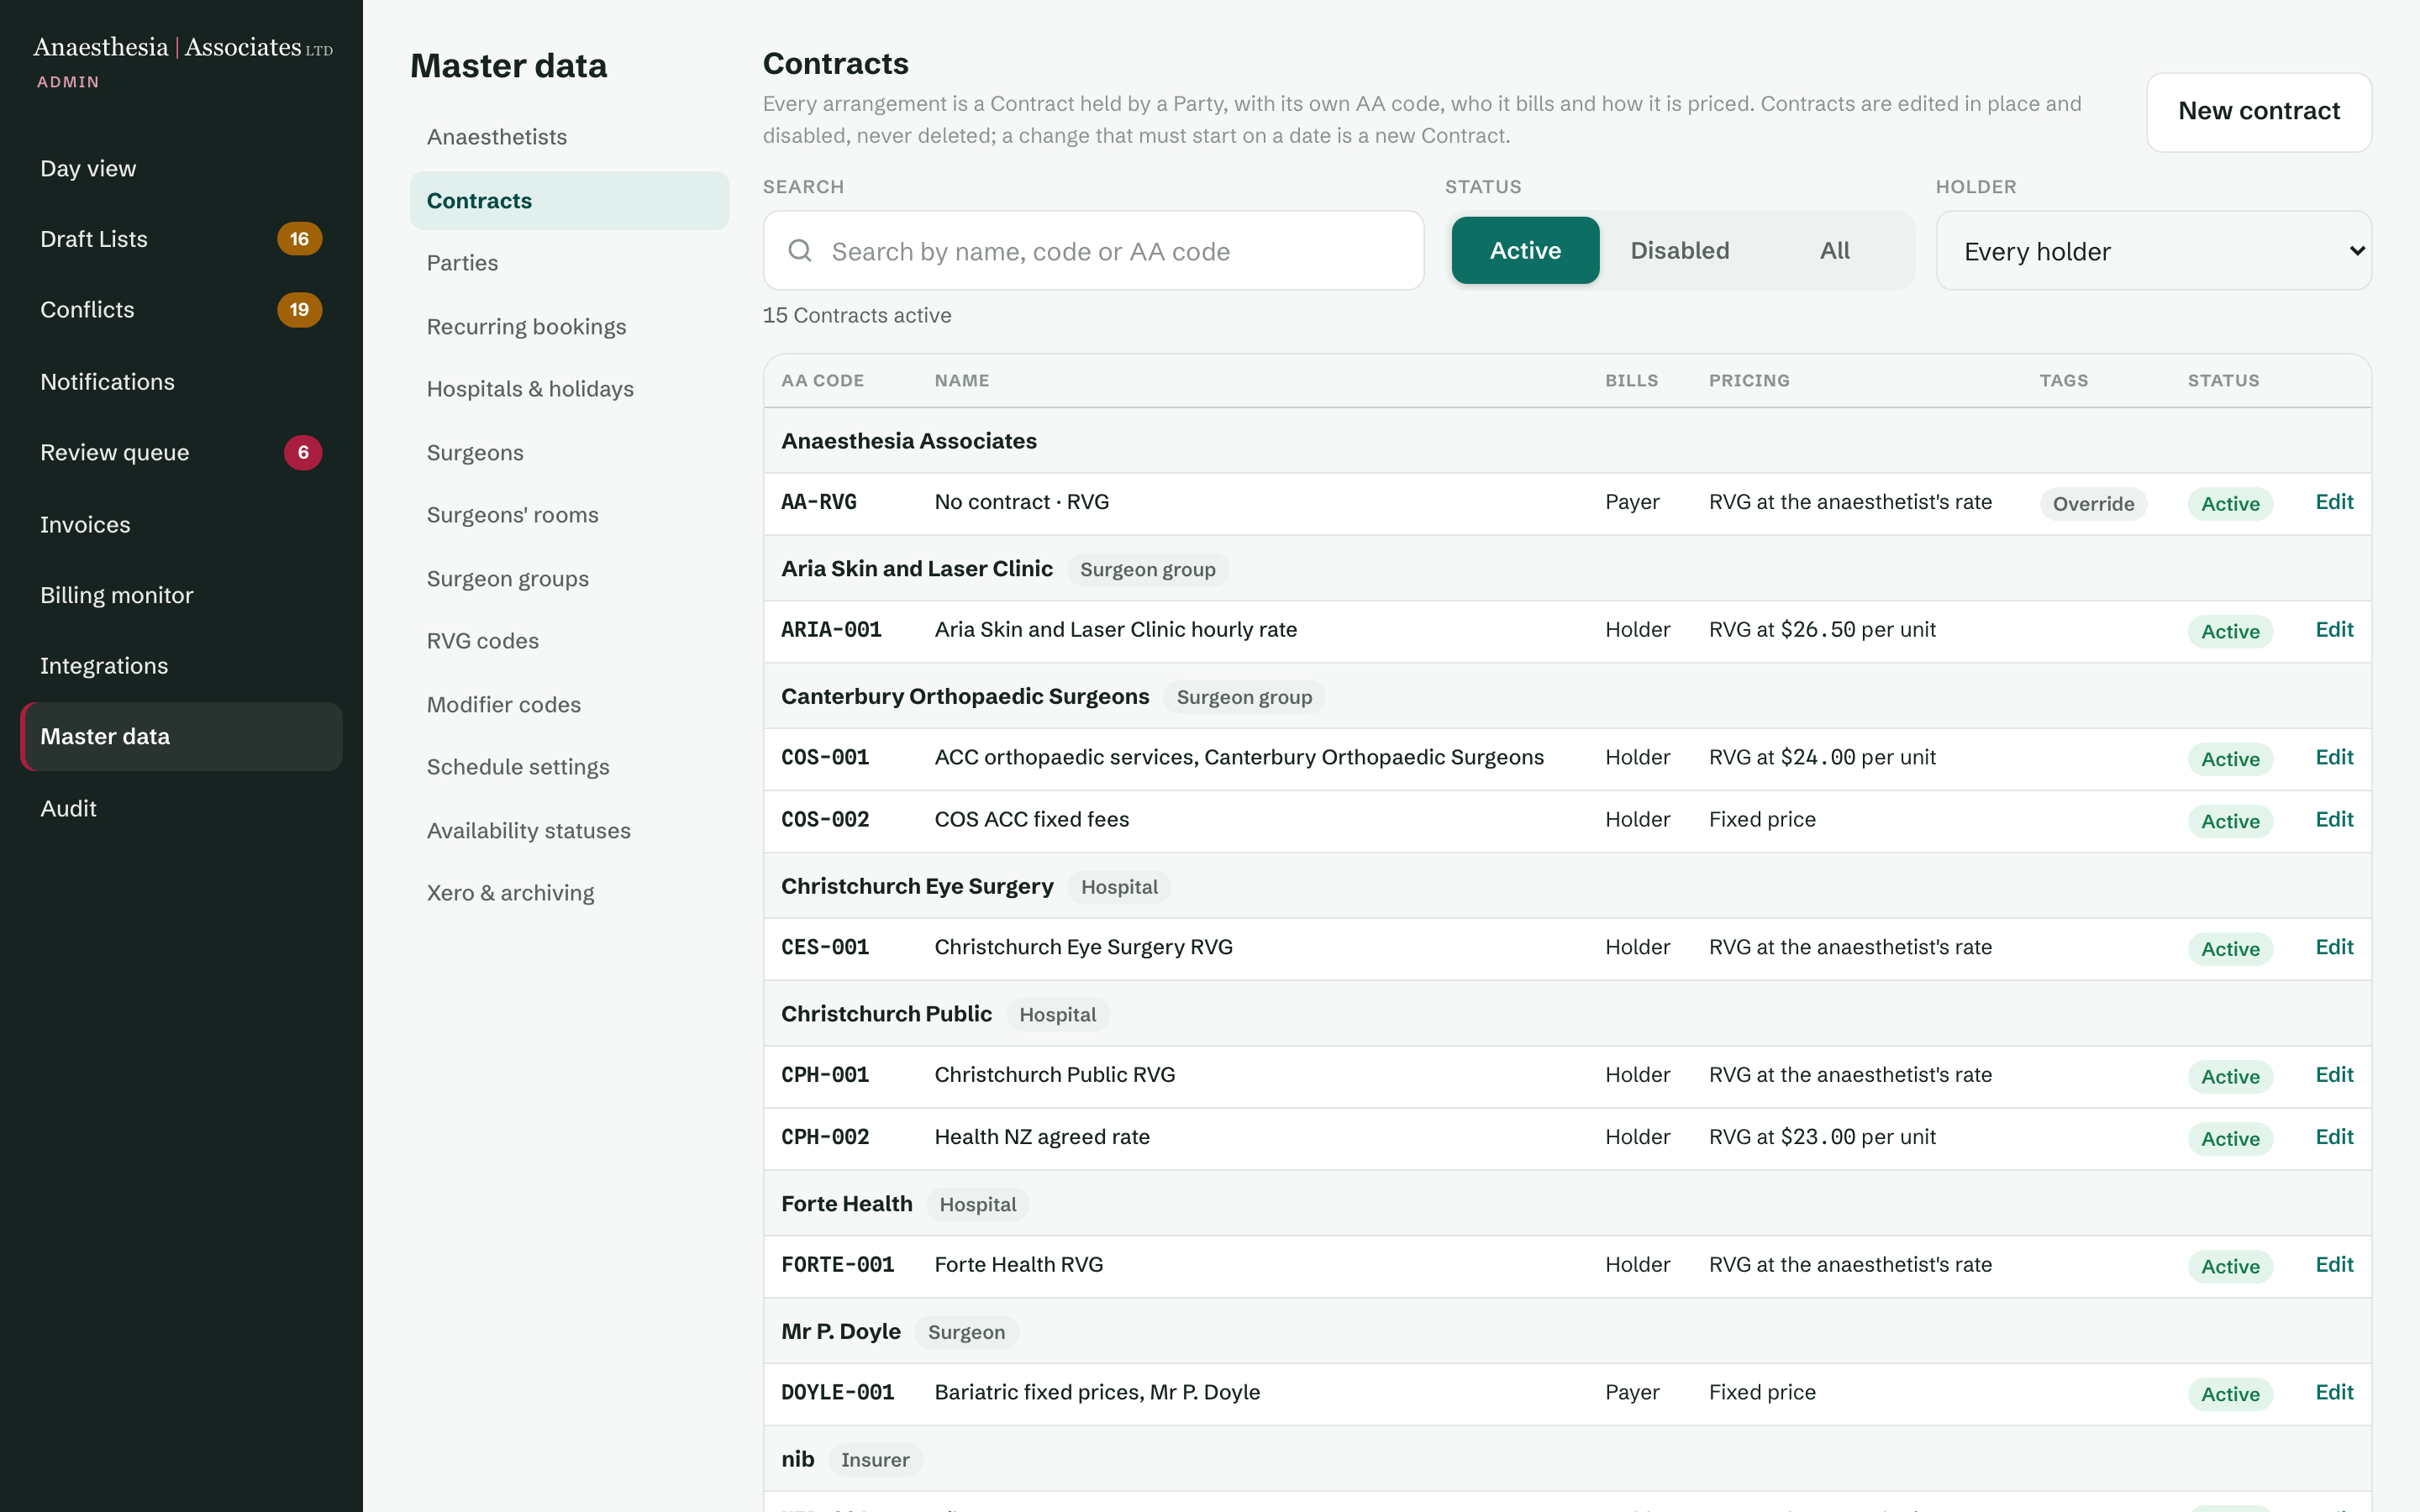 Anaesthesia | Associates LTD
ADMIN
Day view
Draft Lists 16
Conflicts 19
Notifications
Review queue 6
Invoices
Billing monitor
Integrations
Master data
Audit
Master data
Anaesthetists
Contracts
Parties
Recurring bookings
Hospitals & holidays
Surgeons
Surgeons' rooms
Surgeon groups
RVG codes
Modifier codes
Schedule settings
Availability statuses
Xero & archiving
Contracts
Every arrangement is a Contract held by a Party, with its own AA code, who it bills and how it is priced. Contracts are edited in place and
disabled, never deleted; a change that must start on a date is a new Contract.
New contract
SEARCH STATUS HOLDER
Search by name, code or AA code Active Disabled All Every holder
15 Contracts active
AA CODE NAME BILLS PRICING TAGS STATUS
Anaesthesia Associates
AA-RVG No contract · RVG Payer RVG at the anaesthetist's rate Override Active Edit
Aria Skin and Laser Clinic Surgeon group
ARIA-001 Aria Skin and Laser Clinic hourly rate Holder RVG at $26.50 per unit Active Edit
Canterbury Orthopaedic Surgeons Surgeon group
COS-001 ACC orthopaedic services, Canterbury Orthopaedic Surgeons Holder RVG at $24.00 per unit Active Edit
COS-002 COS ACC fixed fees Holder Fixed price Active Edit
Christchurch Eye Surgery Hospital
CES-001 Christchurch Eye Surgery RVG Holder RVG at the anaesthetist's rate Active Edit
Christchurch Public Hospital
CPH-001 Christchurch Public RVG Holder RVG at the anaesthetist's rate Active Edit
CPH-002 Health NZ agreed rate Holder RVG at $23.00 per unit Active Edit
Forte Health Hospital
FORTE-001 Forte Health RVG Holder RVG at the anaesthetist's rate Active Edit
Mr P. Doyle Surgeon
DOYLE-001 Bariatric fixed prices, Mr P. Doyle Payer Fixed price Active Edit
nib Insurer